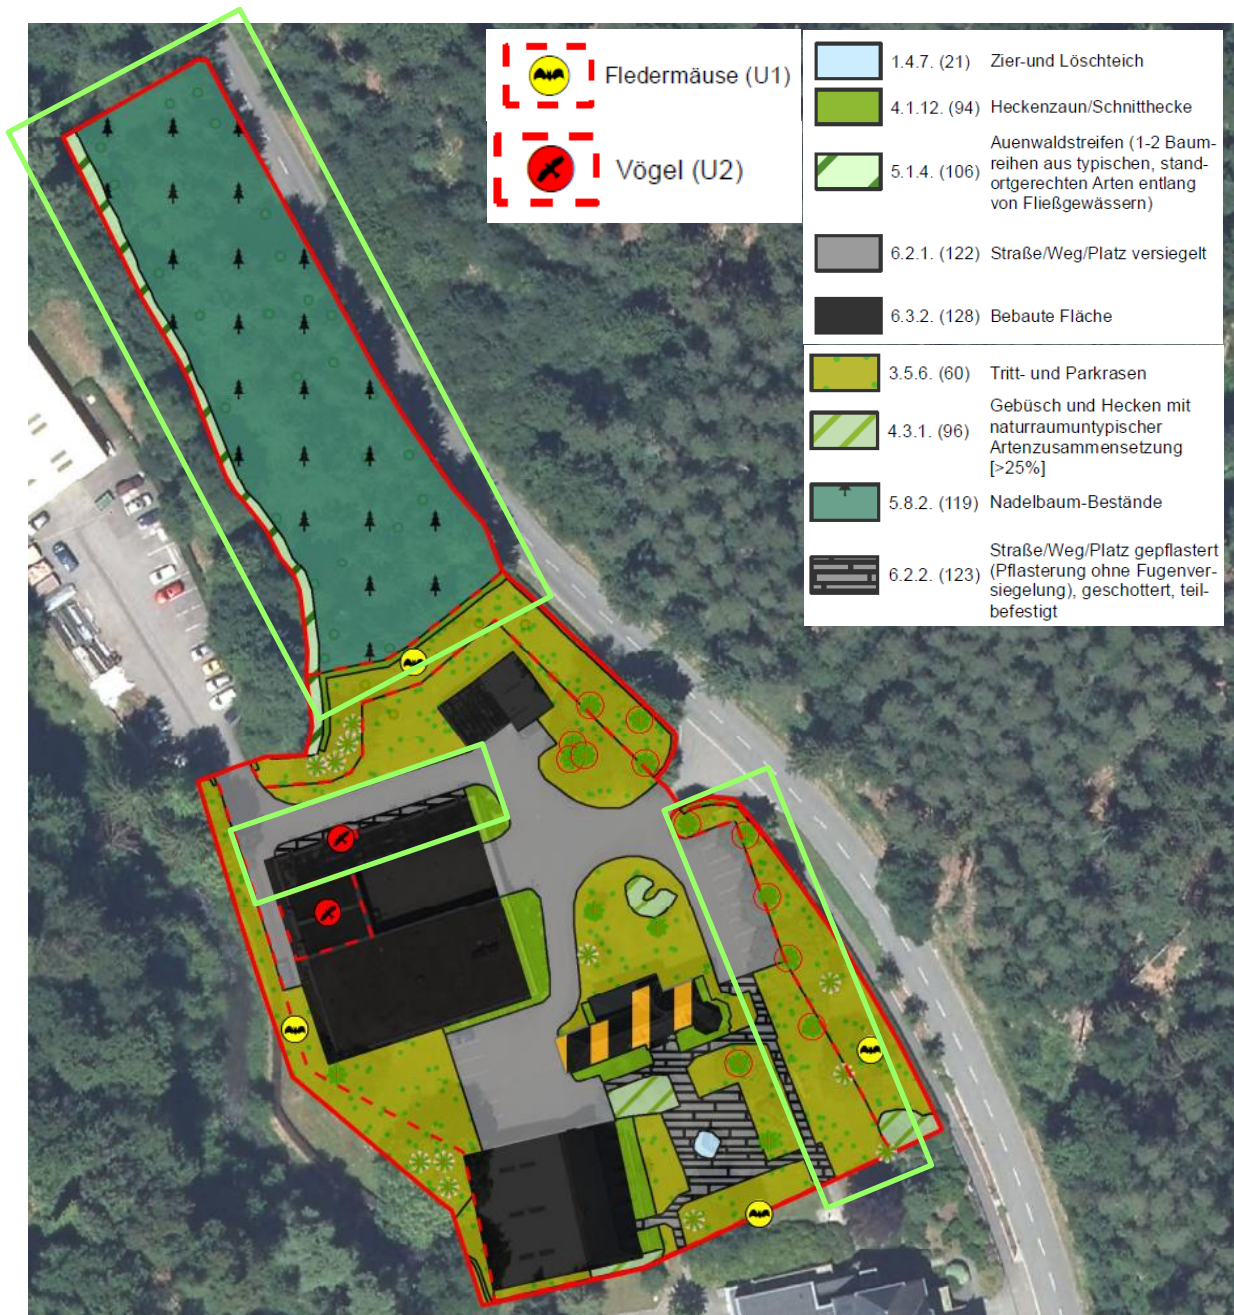 Fledermäuse (U1)
Vögel (U2)
1.4.7. (21) Zier-und Löschteich
4.1.12. (94) Heckenzaun/Schnitthecke
5.1.4. (106) Auenwaldstreifen (1-2 Baum-
reihen aus typischen, stand-
ortgerechten Arten entlang
von Fließgewässern)
6.2.1. (122) Straße/Weg/Platz versiegelt
6.3.2. (128) Bebaute Fläche
3.5.6. (60) Tritt- und Parkrasen
4.3.1. (96) Gebüsch und Hecken mit
naturraumuntypischer
Artenzusammensetzung
[>25%]
5.8.2. (119) Nadelbaum-Bestände
6.2.2. (123) Straße/Weg/Platz gepflastert
(Pflasterung ohne Fugenver-
siegelung), geschottert, teil-
befestigt